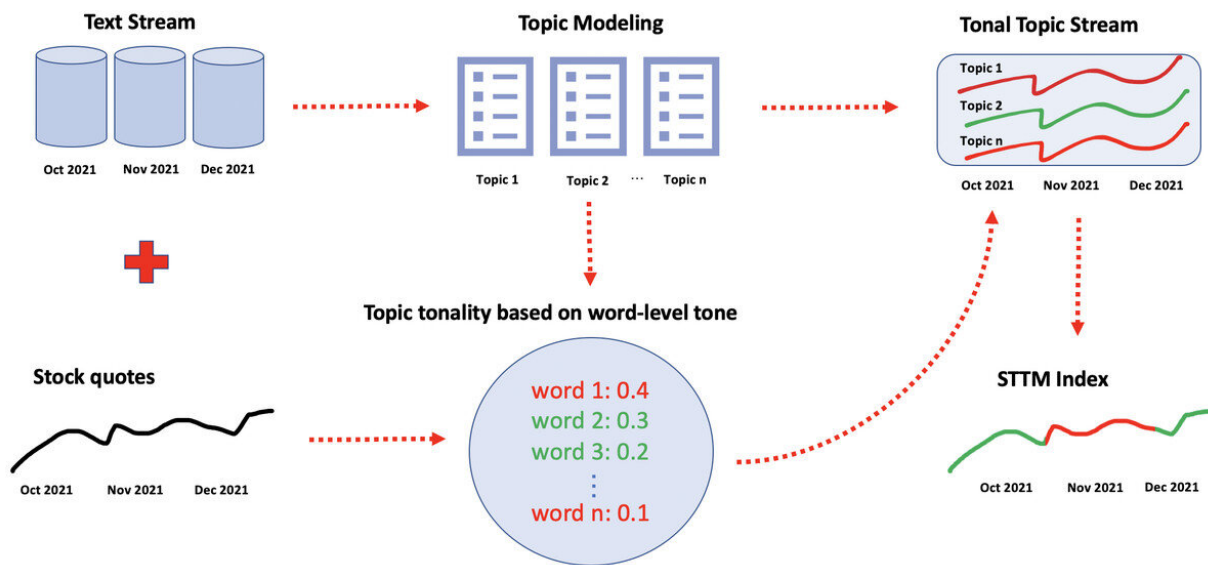 Text Stream
Oct 2021 Nov 2021 Dec 2021
Topic Modeling
Topic 1 Topic 2 ... Topic n
Tonal Topic Stream
Topic 1
Topic 2
Topic n
Oct 2021 Nov 2021 Dec 2021
Topic tonality based on word-level tone
word 1: 0.4
word 2: 0.3
word 3: 0.2
word n: 0.1
Stock quotes
Oct 2021 Nov 2021 Dec 2021
STTM Index
Oct 2021 Nov 2021 Dec 2021